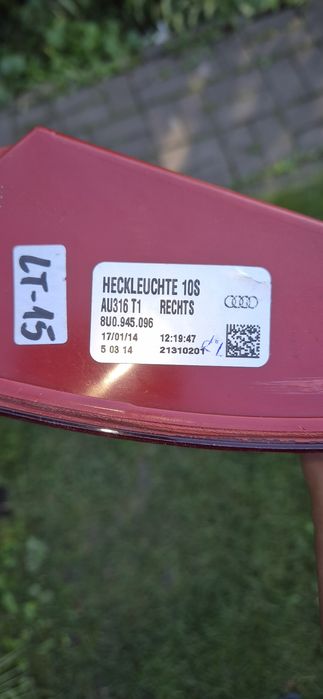 LT-15
HECKLEUCHTE 10S
AU316 T1 RECHTS
8U0.945.096
17/01/14 12:19:47
5 03 14 21310201